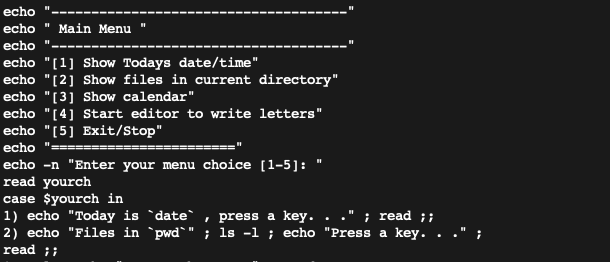 echo "-------------------------------------"
echo " Main Menu "
echo "-------------------------------------"
echo "[1] Show Todays date/time"
echo "[2] Show files in current directory"
echo "[3] Show calendar"
echo "[4] Start editor to write letters"
echo "[5] Exit/Stop"
echo "======================="
echo -n "Enter your menu choice [1-5]: "
read yourch
case $yourch in
1) echo "Today is `date` , press a key. . ." ; read ;;
2) echo "Files in `pwd`" ; ls -l ; echo "Press a key. . ." ;
read ;;